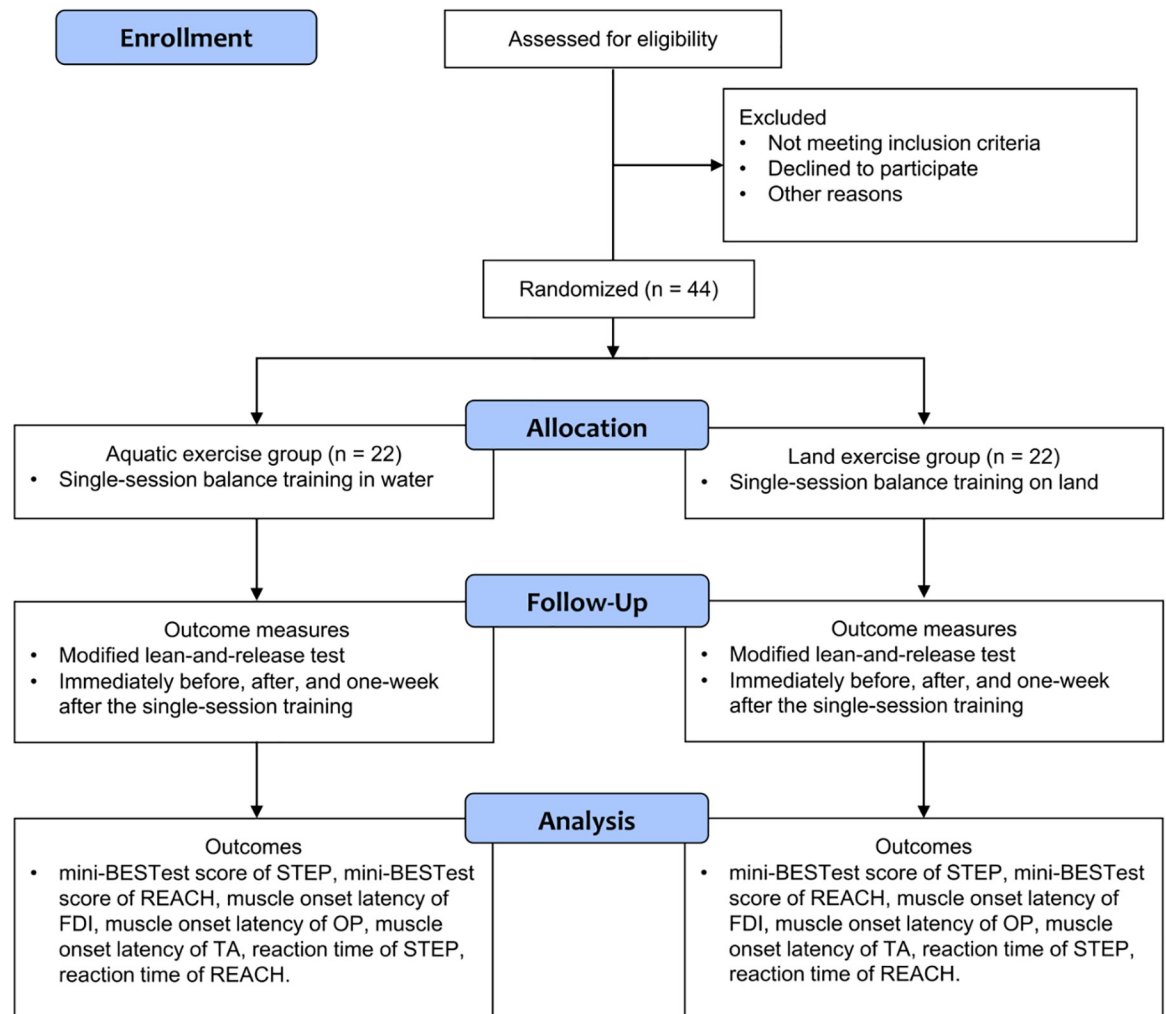 Enrollment
Assessed for eligibility
Excluded
• Not meeting inclusion criteria
• Declined to participate
• Other reasons
Randomized (n = 44)
Allocation
Aquatic exercise group (n = 22)
• Single-session balance training in water
Land exercise group (n = 22)
• Single-session balance training on land
Follow-Up
Outcome measures
• Modified lean-and-release test
• Immediately before, after, and one-week
after the single-session training
Outcome measures
• Modified lean-and-release test
• Immediately before, after, and one-week
after the single-session training
Analysis
Outcomes
• mini-BESTest score of STEP, mini-BESTest
score of REACH, muscle onset latency of
FDI, muscle onset latency of OP, muscle
onset latency of TA, reaction time of STEP,
reaction time of REACH.
Outcomes
• mini-BESTest score of STEP, mini-BESTest
score of REACH, muscle onset latency of
FDI, muscle onset latency of OP, muscle
onset latency of TA, reaction time of STEP,
reaction time of REACH.